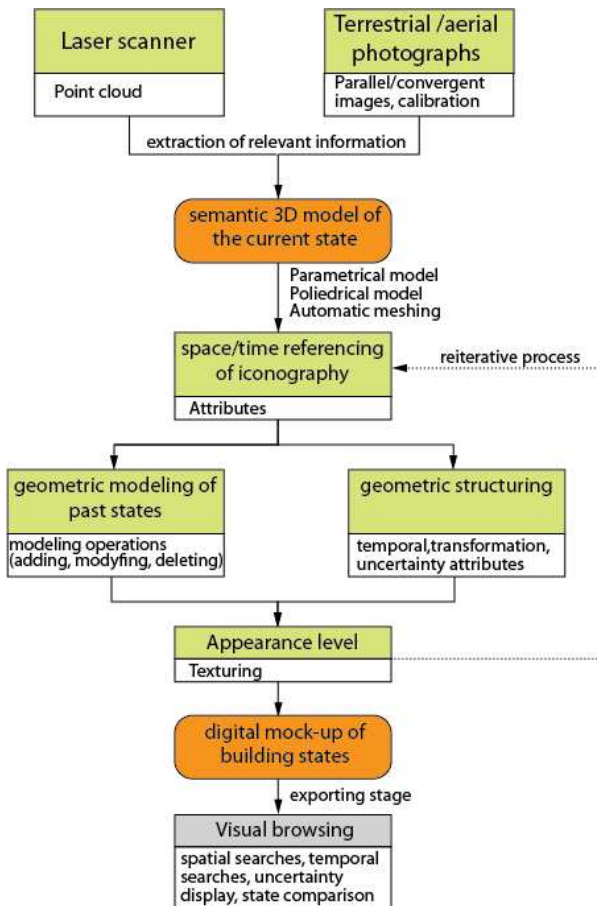 Laser scanner
Point cloud
Terrestrial /aerial
photographs
Parallel/convergent
images, calibration
extraction of relevant information
semantic 3D model of
the current state
Parametrical model
Poliedrical model
Automatic meshing
space/time referencing
of iconography
Attributes
reiterative process
geometric modeling of
past states
modeling operations
(adding, modyfing, deleting)
geometric structuring
temporal,transformation,
uncertainty attributes
Appearance level
Texturing
digital mock-up of
building states
exporting stage
Visual browsing
spatial searches, temporal
searches, uncertainty
display, state comparison